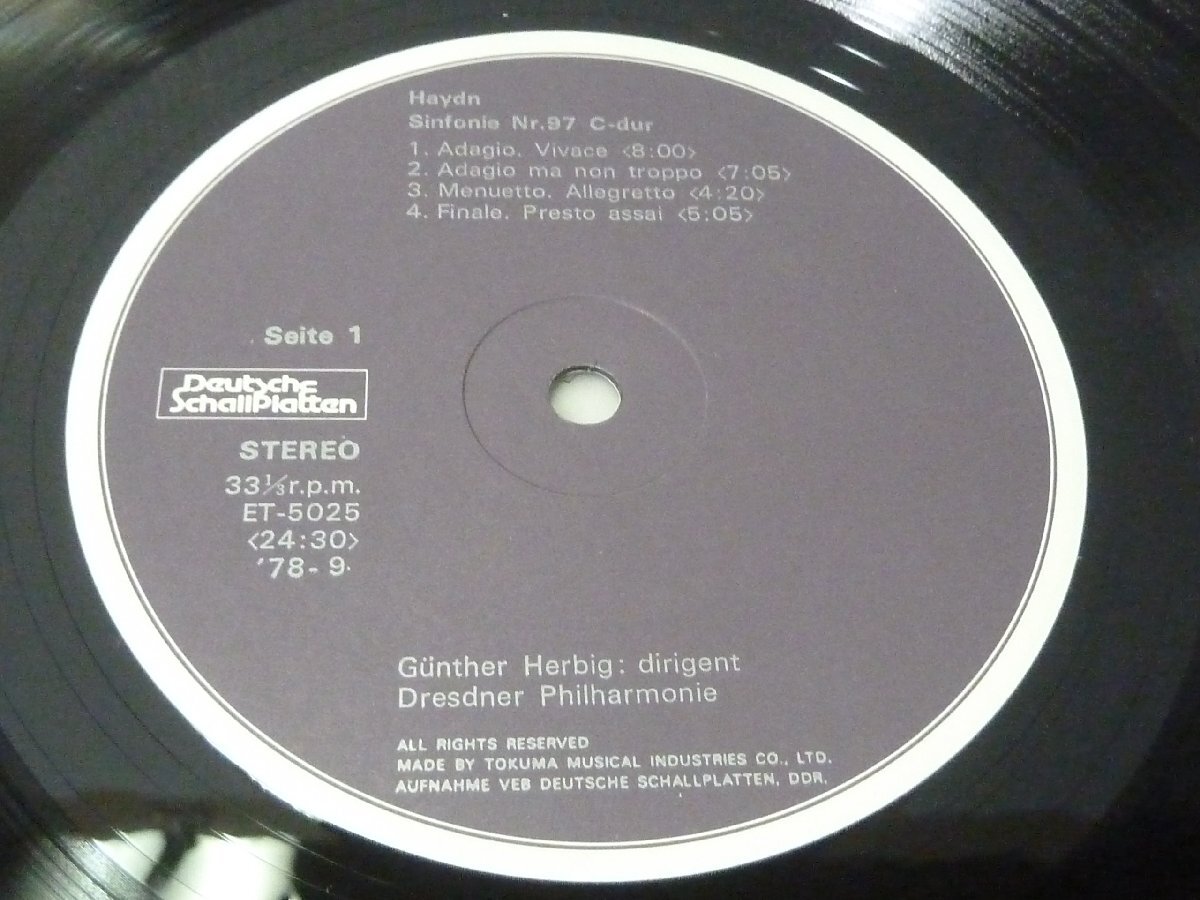 Haydn
Sinfonie Nr.97 C-dur
1. Adagio. Vivace <8:00>
2. Adagio ma non troppo <7:05>
3. Menuetto. Allegretto <4:20>
4. Finale. Presto assai <5:05>
Seite 1
Deutsche
SchallPlatten
STEREO
33⅓r.p.m.
ET-5025
<24:30>
'78-9
Günther Herbig: dirigent
Dresdner Philharmonie
ALL RIGHTS RESERVED
MADE BY TOKUMA MUSICAL INDUSTRIES CO., LTD.
AUFNAHME VEB DEUTSCHE SCHALLPLATTEN, DDR.